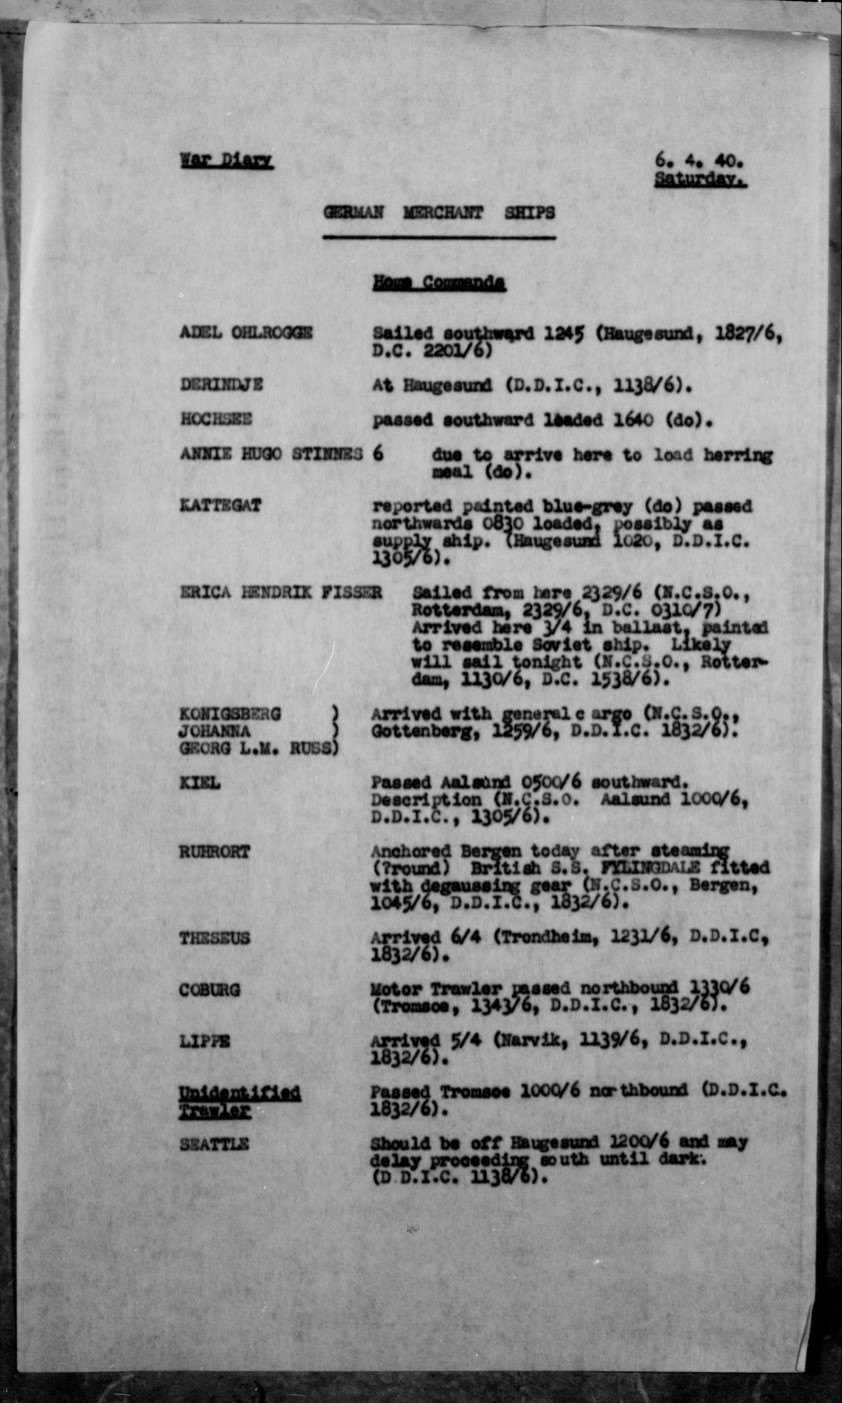 War Diary
6. 4. 40.
Saturday.
GERMAN MERCHANT SHIPS
Home Commands
ADEL OHLROGGE Sailed southward 1245 (Haugesund, 1827/6,
D.C. 2201/6)
DERINDJE At Haugesund (D.D.I.C., 1138/6).
HOCHSEE passed southward loaded 1640 (do).
ANNIE HUGO STINNES 6 due to arrive here to load herring
meal (do).
KATTEGAT reported painted blue-grey (do) passed
northwards 0830 loaded, possibly as
supply ship. (Haugesund 1020, D.D.I.C.
1305/6).
ERICA HENDRIK FISSER Sailed from here 2329/6 (N.C.S.O.,
Rotterdam, 2329/6, D.C. 0310/7)
Arrived here 3/4 in ballast, painted
to resemble Soviet ship. Likely
will sail tonight (N.C.S.O., Rotter-
dam, 1130/6, D.C. 1538/6).
KONIGSBERG ) Arrived with general c argo (N.C.S.O.,
JOHANNA ) Gottenberg, 1259/6, D.D.I.C. 1832/6).
GEORG L.M. RUSS)
KIEL Passed Aalsund 0500/6 southward.
Description (N.C.S.O. Aalsund 1000/6,
D.D.I.C., 1305/6).
RUHRORT Anchored Bergen today after steaming
(?round) British S.S. FYLINGDALE fitted
with degaussing gear (N.C.S.O., Bergen,
1045/6, D.D.I.C., 1832/6).
THESEUS Arrived 6/4 (Trondheim, 1231/6, D.D.I.C,
1832/6).
COBURG Motor Trawler passed northbound 1330/6
(Tromsoe, 1343/6, D.D.I.C., 1832/6).
LIPPE Arrived 5/4 (Narvik, 1139/6, D.D.I.C.,
1832/6).
Unidentified Passed Tromsoe 1000/6 northbound (D.D.I.C.
Trawler 1832/6).
SEATTLE Should be off Haugesund 1200/6 and may
delay proceeding south until dark.
(D D.I.C. 1138/6).